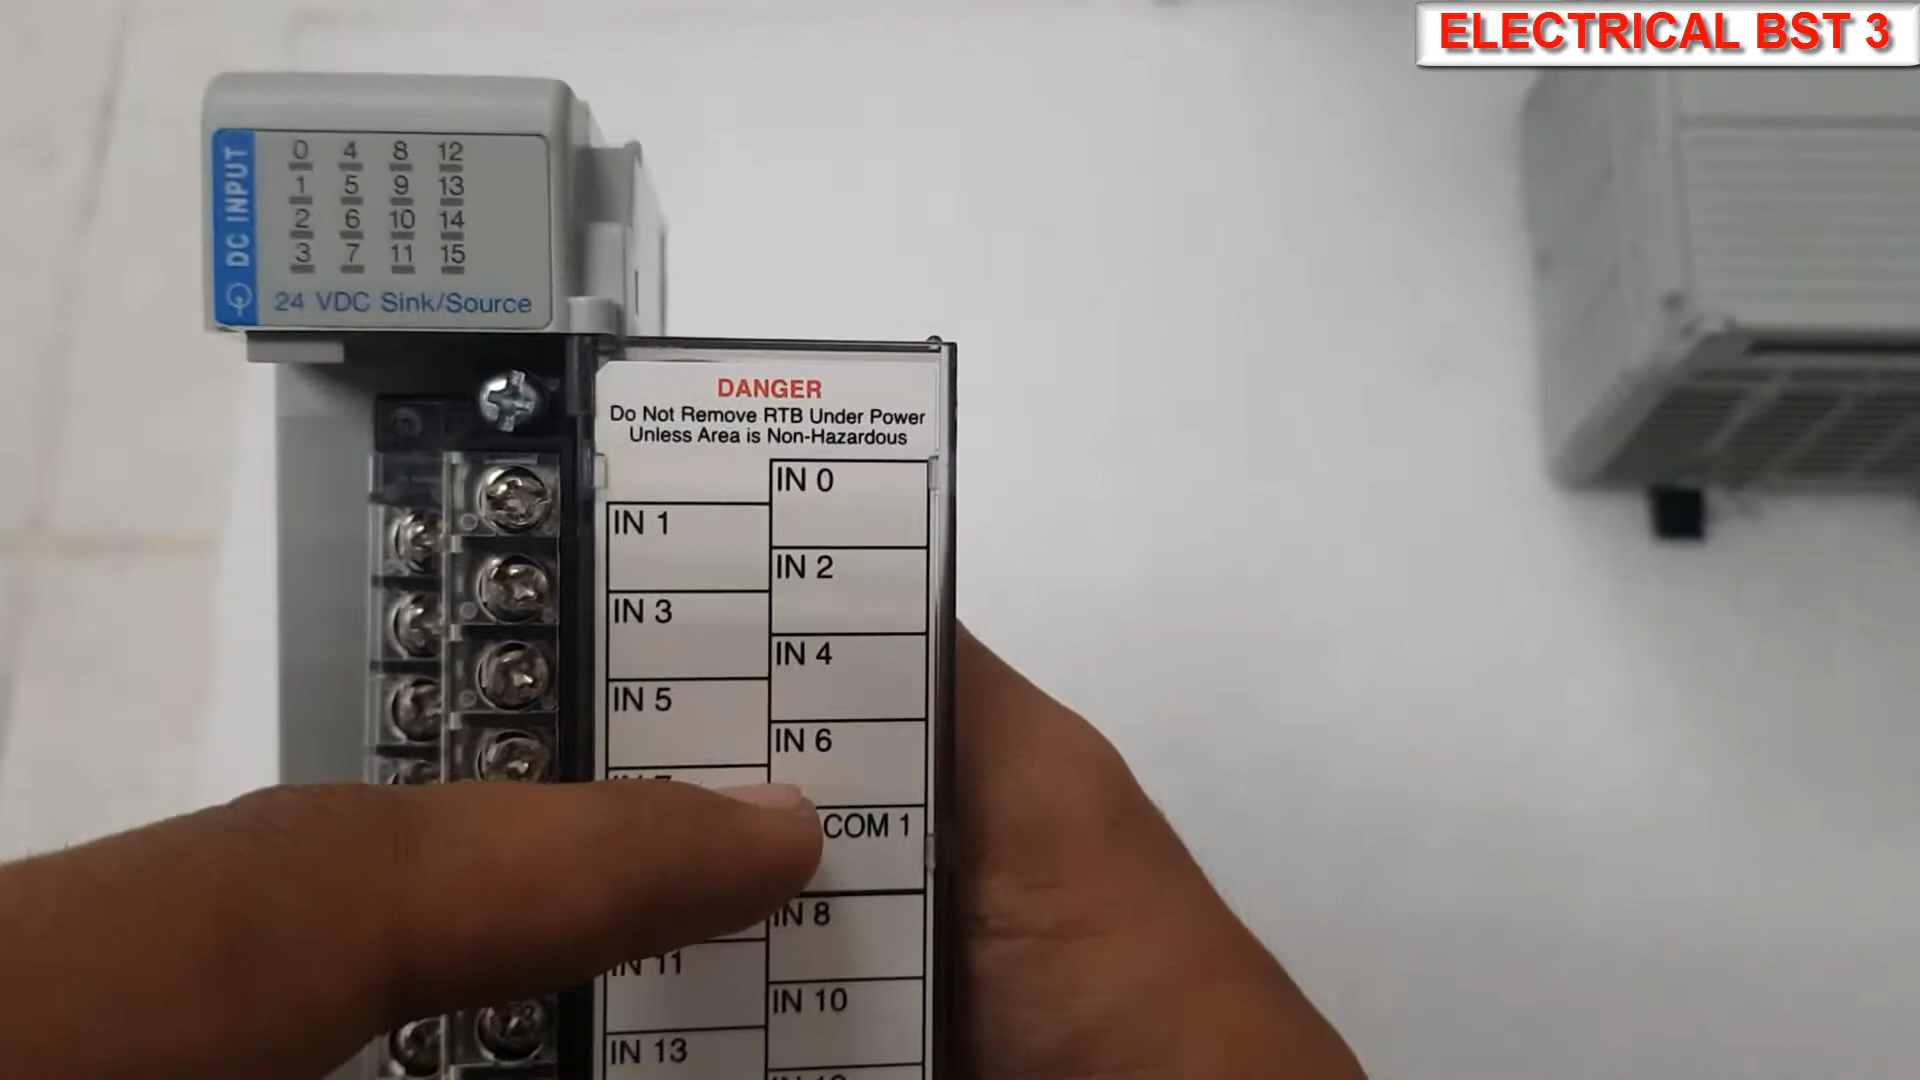 ELECTRICAL BST 3
DC INPUT
0 4 8 12
1 5 9 13
2 6 10 14
3 7 11 15
24 VDC Sink/Source
DANGER
Do Not Remove RTB Under Power
Unless Area is Non-Hazardous
IN 0
IN 1
IN 2
IN 3
IN 4
IN 5
IN 6
COM 1
IN 8
IN 11
IN 10
IN 13